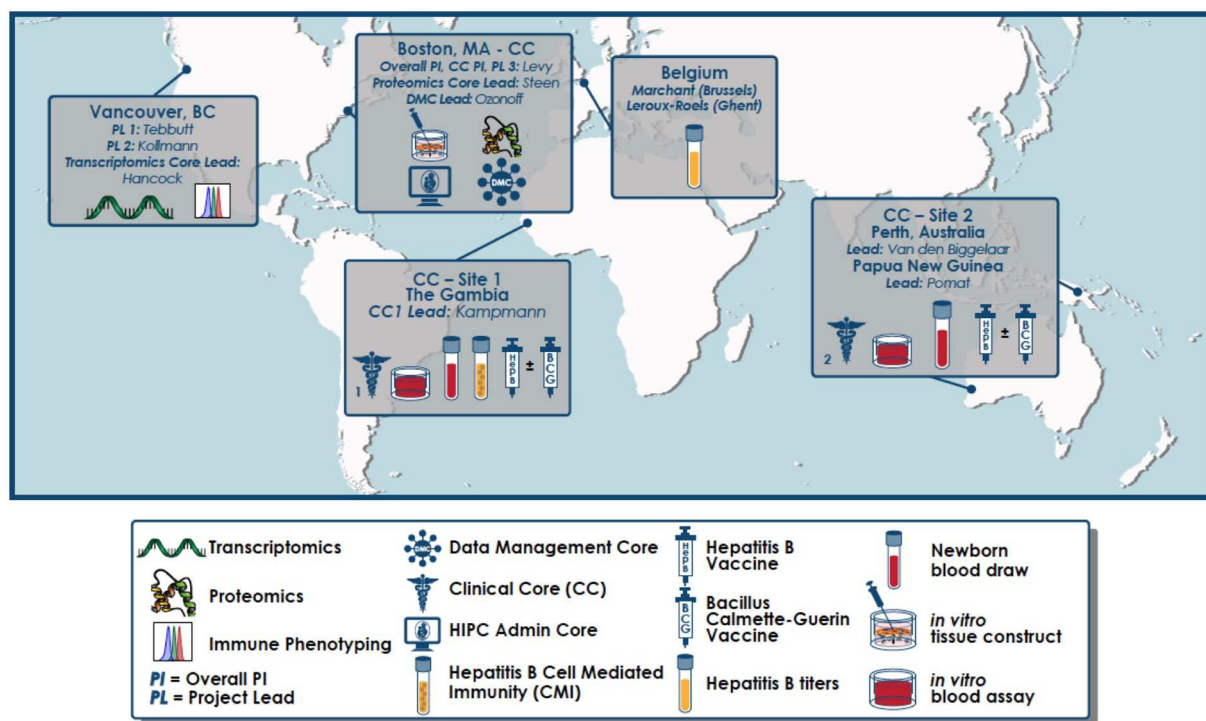 Vancouver, BC
PL 1: Tebbutt
PL 2: Kollmann
Transcriptomics Core Lead:
Hancock
Boston, MA - CC
Overall PI, CC PI, PL 3: Levy
Proteomics Core Lead: Steen
DMC Lead: Ozonoff
DMC
Belgium
Marchant (Brussels)
Leroux-Roels (Ghent)
CC – Site 1
The Gambia
CC1 Lead: Kampmann
1
HepB
±
BCG
CC – Site 2
Perth, Australia
Lead: Van den Biggelaar
Papua New Guinea
Lead: Pomat
2
HepB
±
BCG
Transcriptomics
Proteomics
Immune Phenotyping
PI = Overall PI
PL = Project Lead
DMC
Data Management Core
Clinical Core (CC)
HIPC Admin Core
Hepatitis B Cell Mediated
Immunity (CMI)
HepB
Hepatitis B
Vaccine
BCG
Bacillus
Calmette-Guerin
Vaccine
Hepatitis B titers
Newborn
blood draw
in vitro
tissue construct
in vitro
blood assay